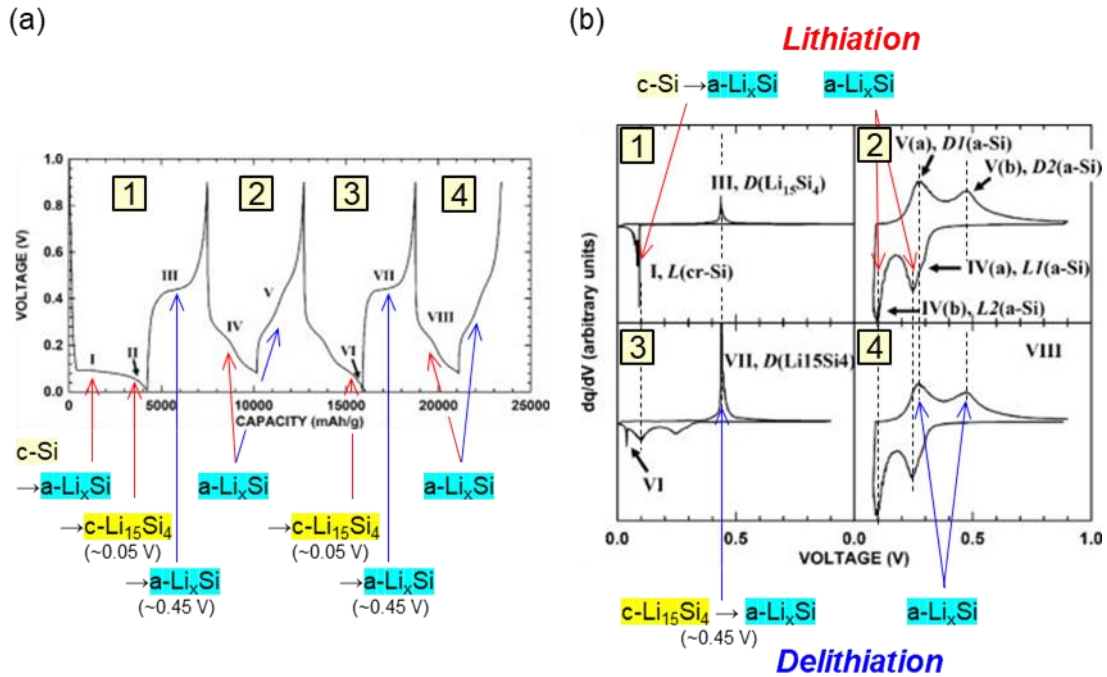 (a)
1.0
0.8
0.6
0.4
0.2
0.0
VOLTAGE (V)
1
2
3
4
I
II
III
IV
V
VI
VII
VIII
0
5000
10000
15000
20000
25000
CAPACITY (mAh/g)
c-Si
→a-LiₓSi
→c-Li₁₅Si₄
(~0.05 V)
→a-LiₓSi
(~0.45 V)
a-LiₓSi
→c-Li₁₅Si₄
(~0.05 V)
→a-LiₓSi
(~0.45 V)
a-LiₓSi
(b)
Lithiation
c-Si →a-LiₓSi
a-LiₓSi
dq/dV (arbitrary units)
1
III, D(Li₁₅Si₄)
I, L(cr-Si)
2
V(a), D1(a-Si)
V(b), D2(a-Si)
IV(a), L1(a-Si)
IV(b), L2(a-Si)
3
VII, D(Li15Si4)
VI
4
VIII
0.0
0.5
0.0
0.5
1.0
VOLTAGE (V)
c-Li₁₅Si₄ → a-LiₓSi
(~0.45 V)
a-LiₓSi
Delithiation